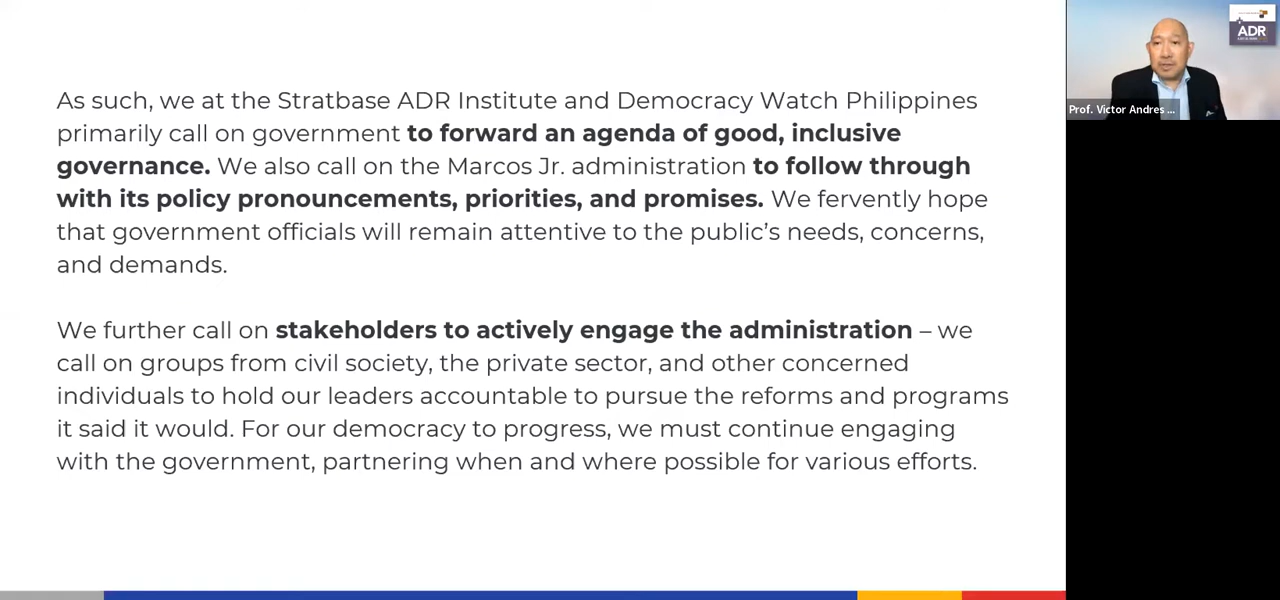 As such, we at the Stratbase ADR Institute and Democracy Watch Philippines
primarily call on government to forward an agenda of good, inclusive
governance. We also call on the Marcos Jr. administration to follow through
with its policy pronouncements, priorities, and promises. We fervently hope
that government officials will remain attentive to the public's needs, concerns,
and demands.
We further call on stakeholders to actively engage the administration – we
call on groups from civil society, the private sector, and other concerned
individuals to hold our leaders accountable to pursue the reforms and programs
it said it would. For our democracy to progress, we must continue engaging
with the government, partnering when and where possible for various efforts.
ADR
Prof. Victor Andres ...